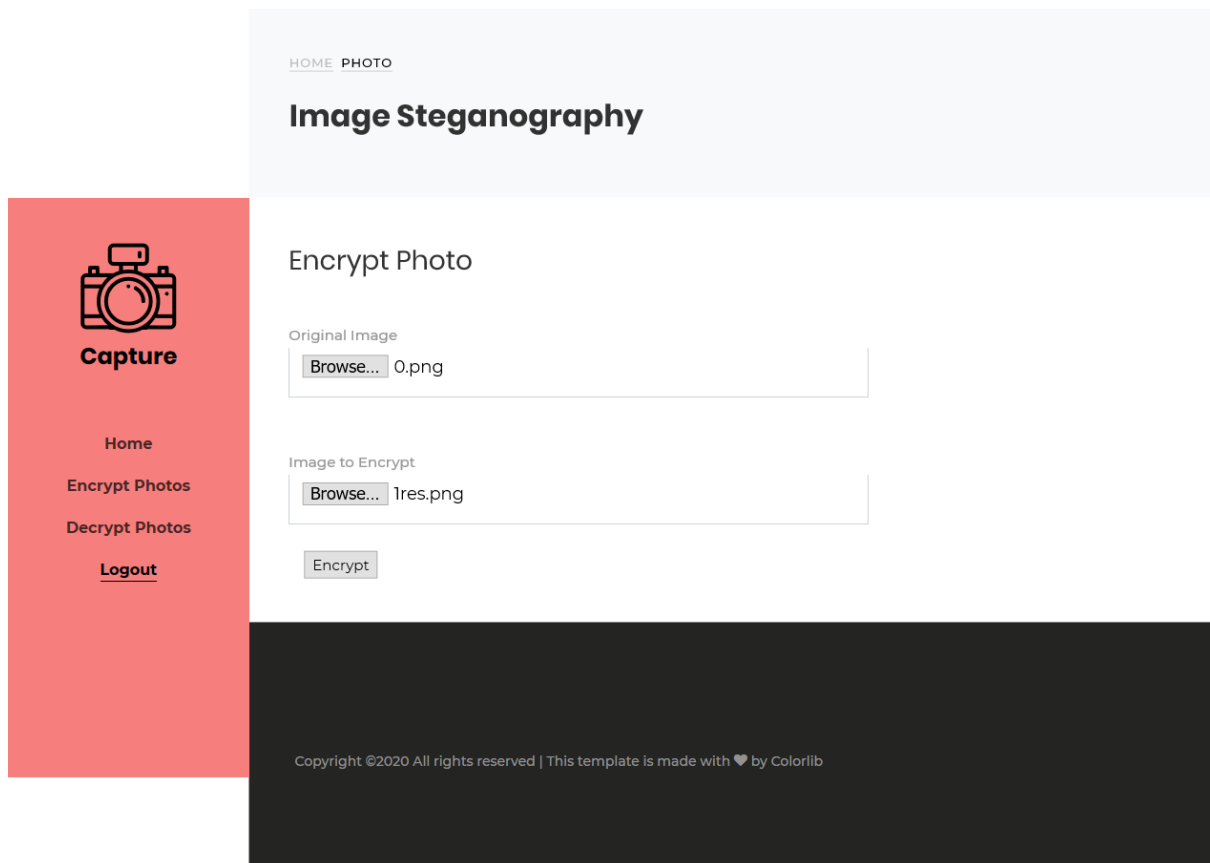 HOME PHOTO
Image Steganography
Capture
Home
Encrypt Photos
Decrypt Photos
Logout
Encrypt Photo
Original Image
Browse... 0.png
Image to Encrypt
Browse... 1res.png
Encrypt
Copyright ©2020 All rights reserved | This template is made with ♥ by Colorlib